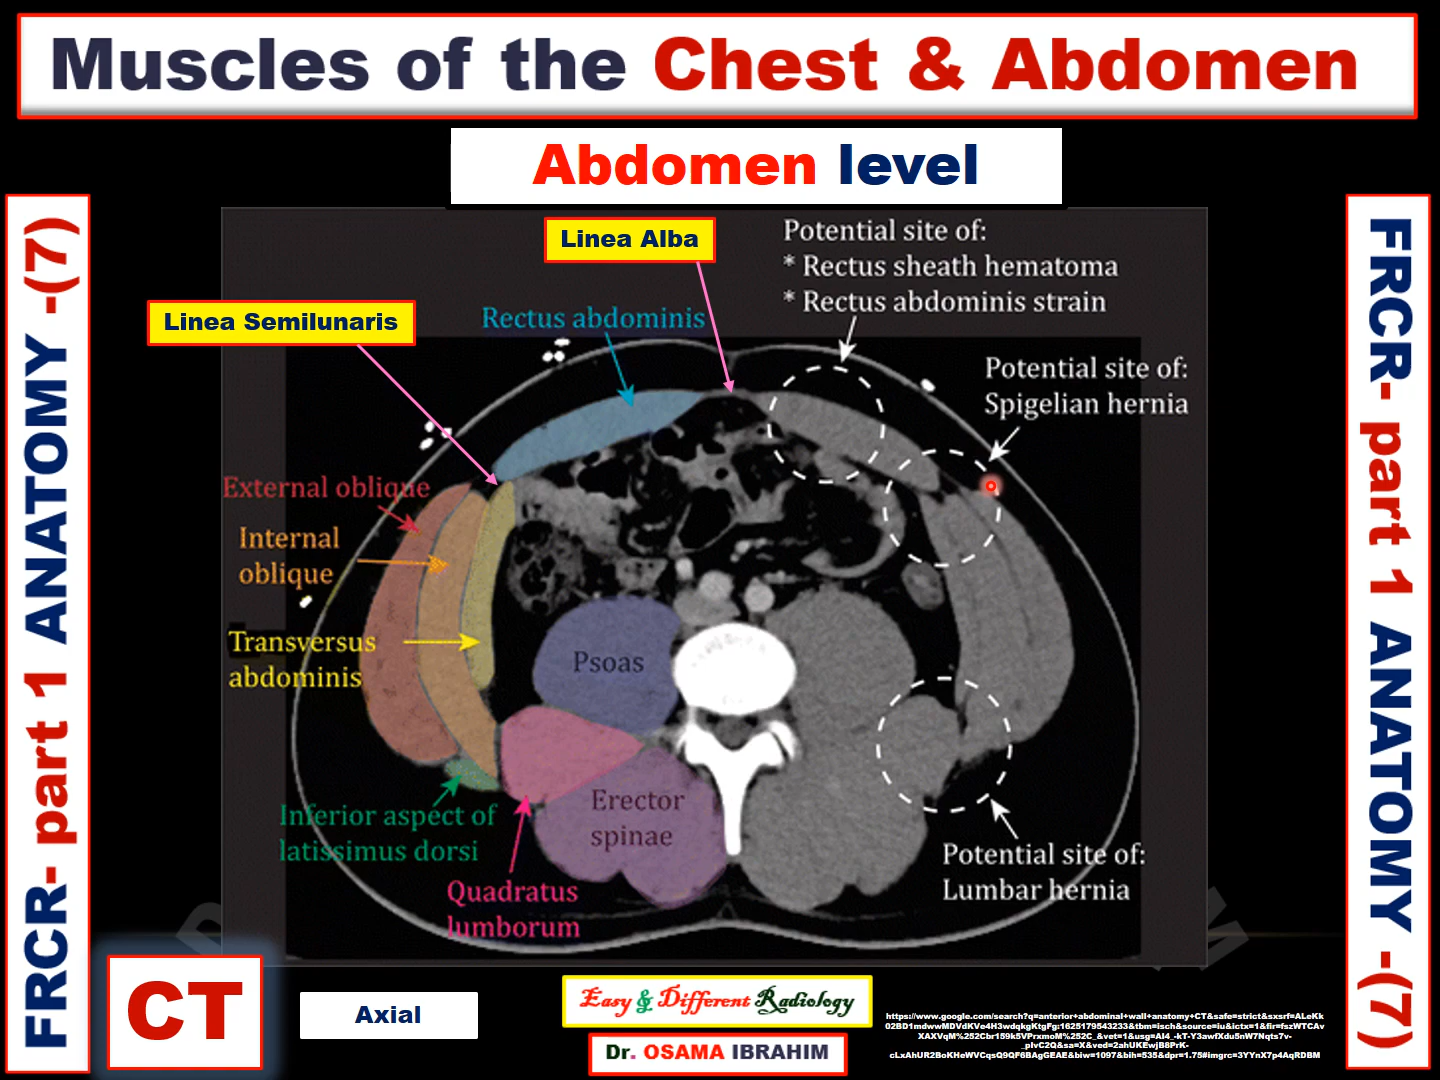 Muscles of the Chest & Abdomen
Abdomen level
FRCR- part 1 ANATOMY -(7)
FRCR- part 1 ANATOMY -(7)
Linea Alba
Potential site of:
* Rectus sheath hematoma
* Rectus abdominis strain
Linea Semilunaris
Rectus abdominis
Potential site of:
Spigelian hernia
External oblique
Internal
oblique
Transversus
abdominis
Psoas
Erector
spinae
Inferior aspect of
latissimus dorsi
Quadratus
lumborum
Potential site of:
Lumbar hernia
CT
Axial
Easy & Different Radiology
Dr. OSAMA IBRAHIM